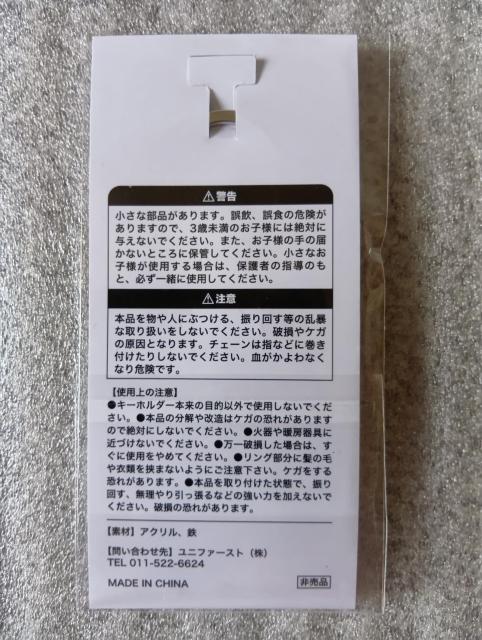 ⚠警告
小さな部品があります。誤飲、誤食の危険が
ありますので、3歳未満のお子様には絶対に
与えないでください。また、お子様の手の届
かないところに保管してください。小さなお
子様が使用する場合は、保護者の指導のも
と、必ず一緒に使用してください。
⚠注意
本品を物や人にぶつける、振り回す等の乱暴
な取り扱いをしないでください。破損やケガ
の原因となります。チェーンは指などに巻き
付けたりしないでください。血がかよわなく
なり危険です。
【使用上の注意】
●キーホルダー本来の目的以外で使用しないでくだ
さい。●本品の分解や改造はケガの恐れがあります
ので絶対にしないでください。●火器や暖房器具に
近づけないでください。●万一破損した場合は、す
ぐに使用をやめてください。●リング部分に髪の毛
や衣類を挟まないようにご注意下さい。ケガをする
恐れがあります。●本品を取り付けた状態で、振り
回す、無理やり引っ張るなどの強い力を加えないで
ください。破損の恐れがあります。
【素材】アクリル、鉄
【問い合わせ先】ユニファースト（株）
TEL 011-522-6624
MADE IN CHINA
非売品